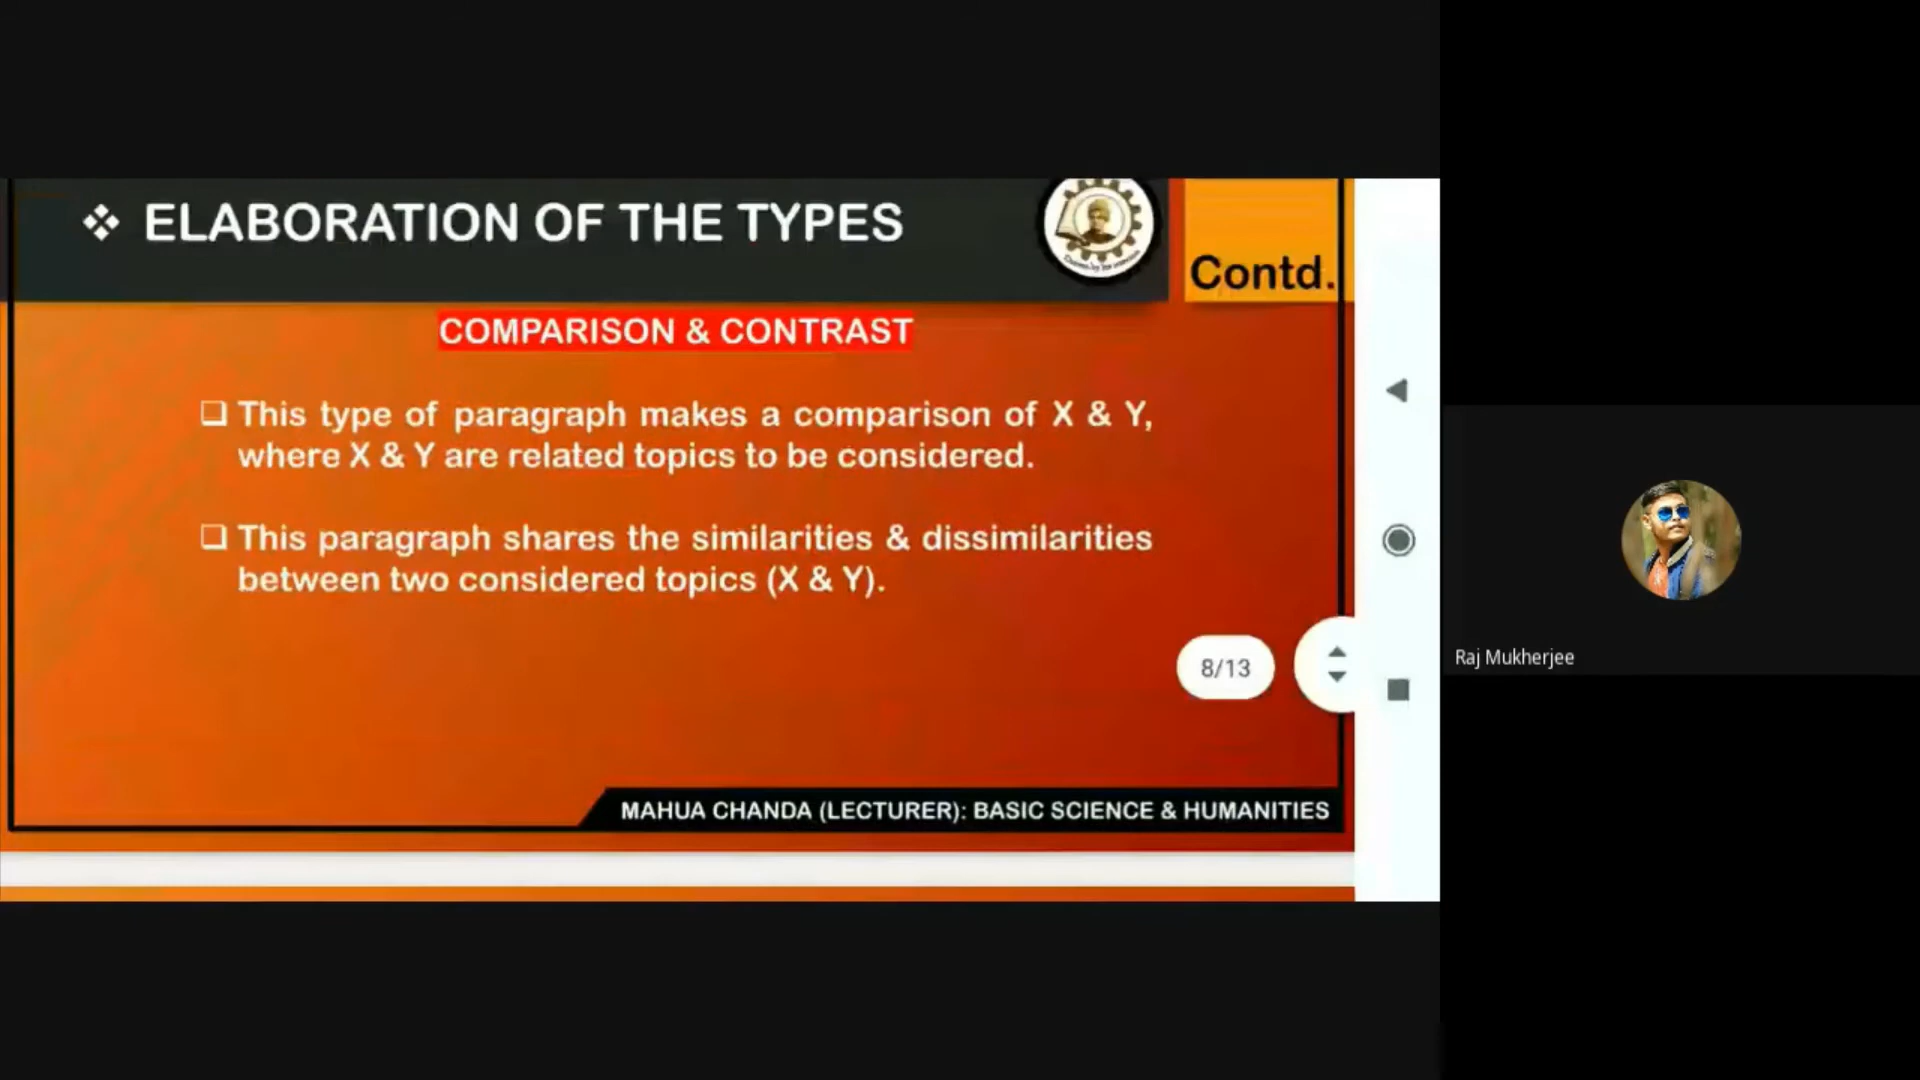 ❖ ELABORATION OF THE TYPES
Contd.
COMPARISON & CONTRAST
❑ This type of paragraph makes a comparison of X & Y,
where X & Y are related topics to be considered.
❑ This paragraph shares the similarities & dissimilarities
between two considered topics (X & Y).
8/13
Raj Mukherjee
MAHUA CHANDA (LECTURER): BASIC SCIENCE & HUMANITIES